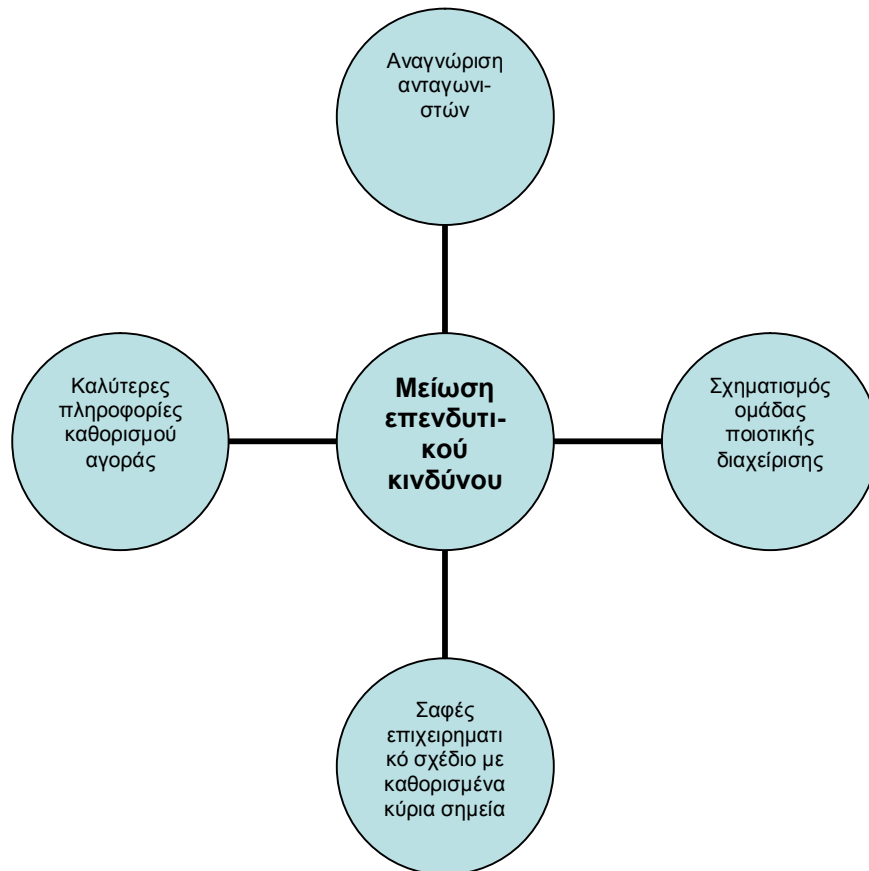 Αναγνώριση
ανταγωνι-
στών
Καλύτερες
πληροφορίες
καθορισμού
αγοράς
Μείωση
επενδυτι-
κού
κινδύνου
Σχηματισμός
ομάδας
ποιοτικής
διαχείρισης
Σαφές
επιχειρηματι
κό σχέδιο με
καθορισμένα
κύρια σημεία